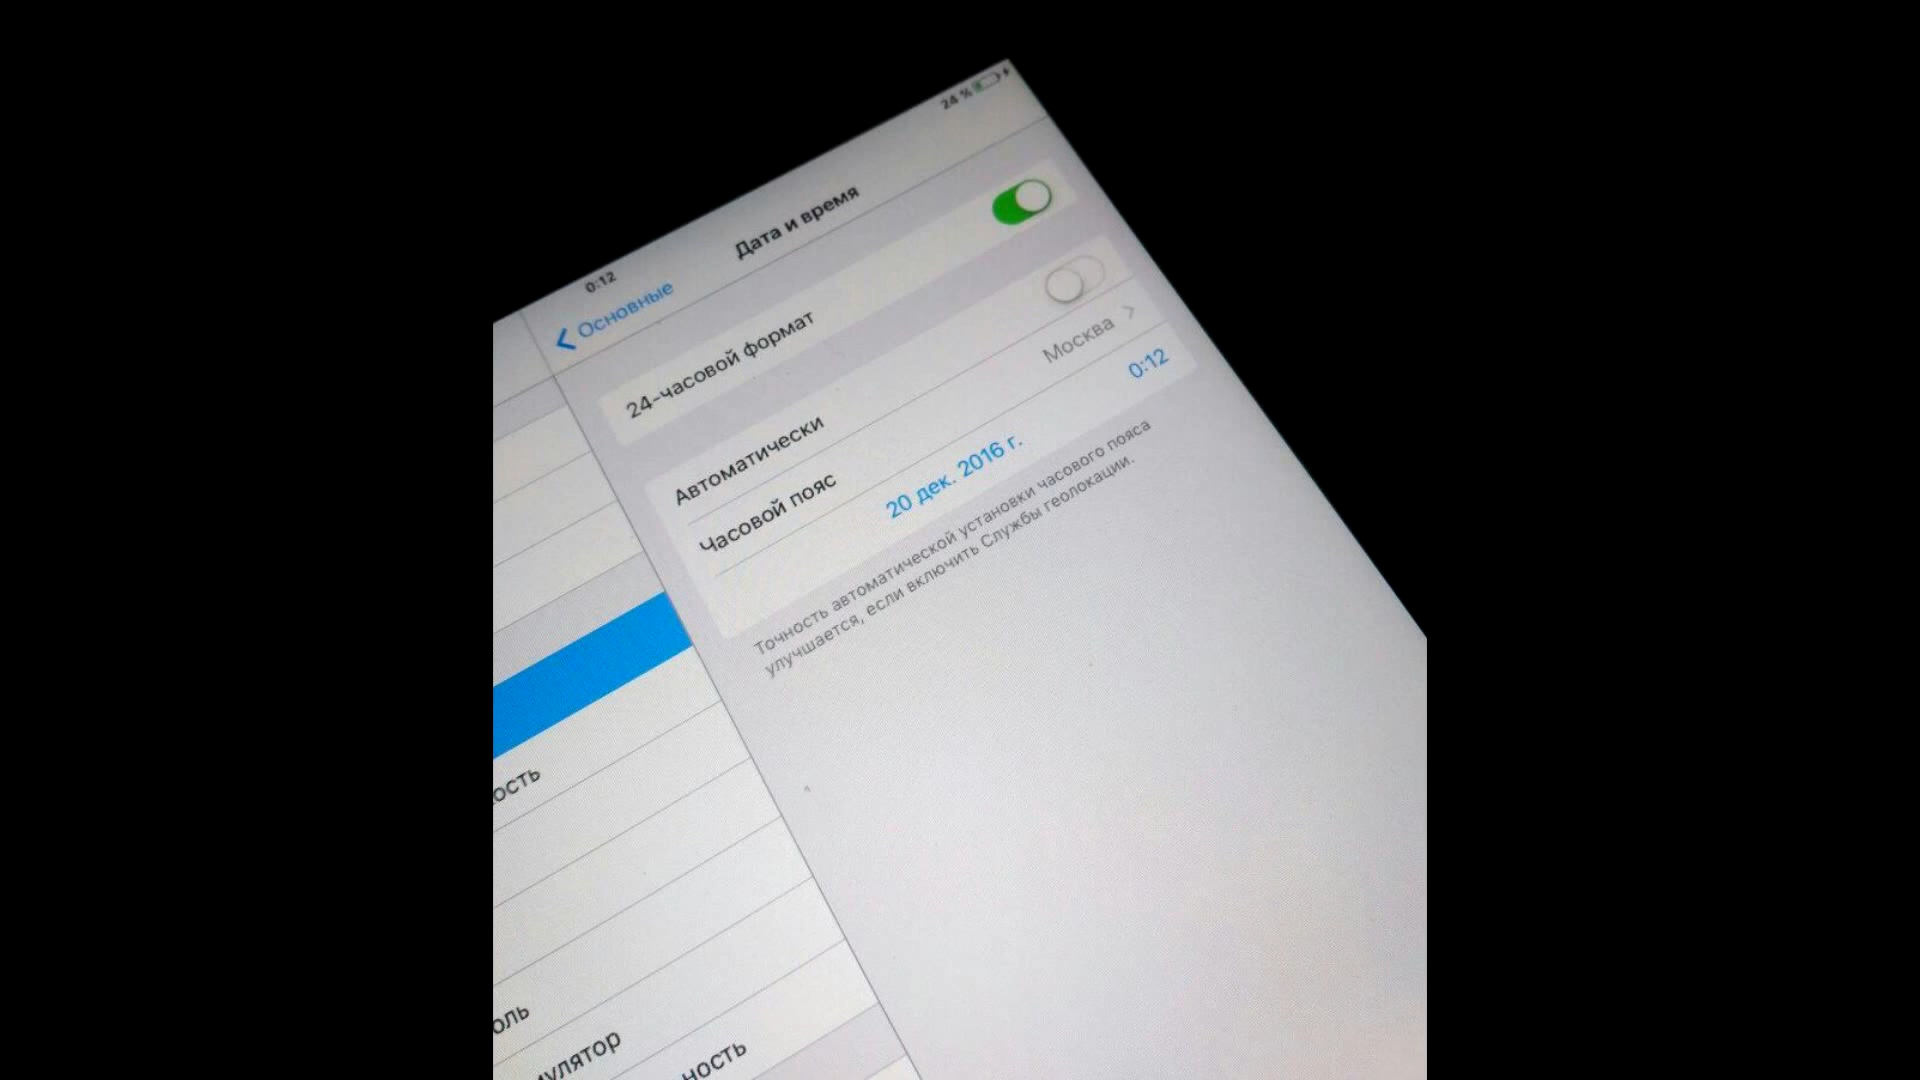 0:12
24 %
Основные
Дата и время
24-часовой формат
Автоматически
Часовой пояс
Москва
20 дек. 2016 г.
0:12
Точность автоматической установки часового пояса
улучшается, если включить Службы геолокации.
ость
оль
мулятор
ность